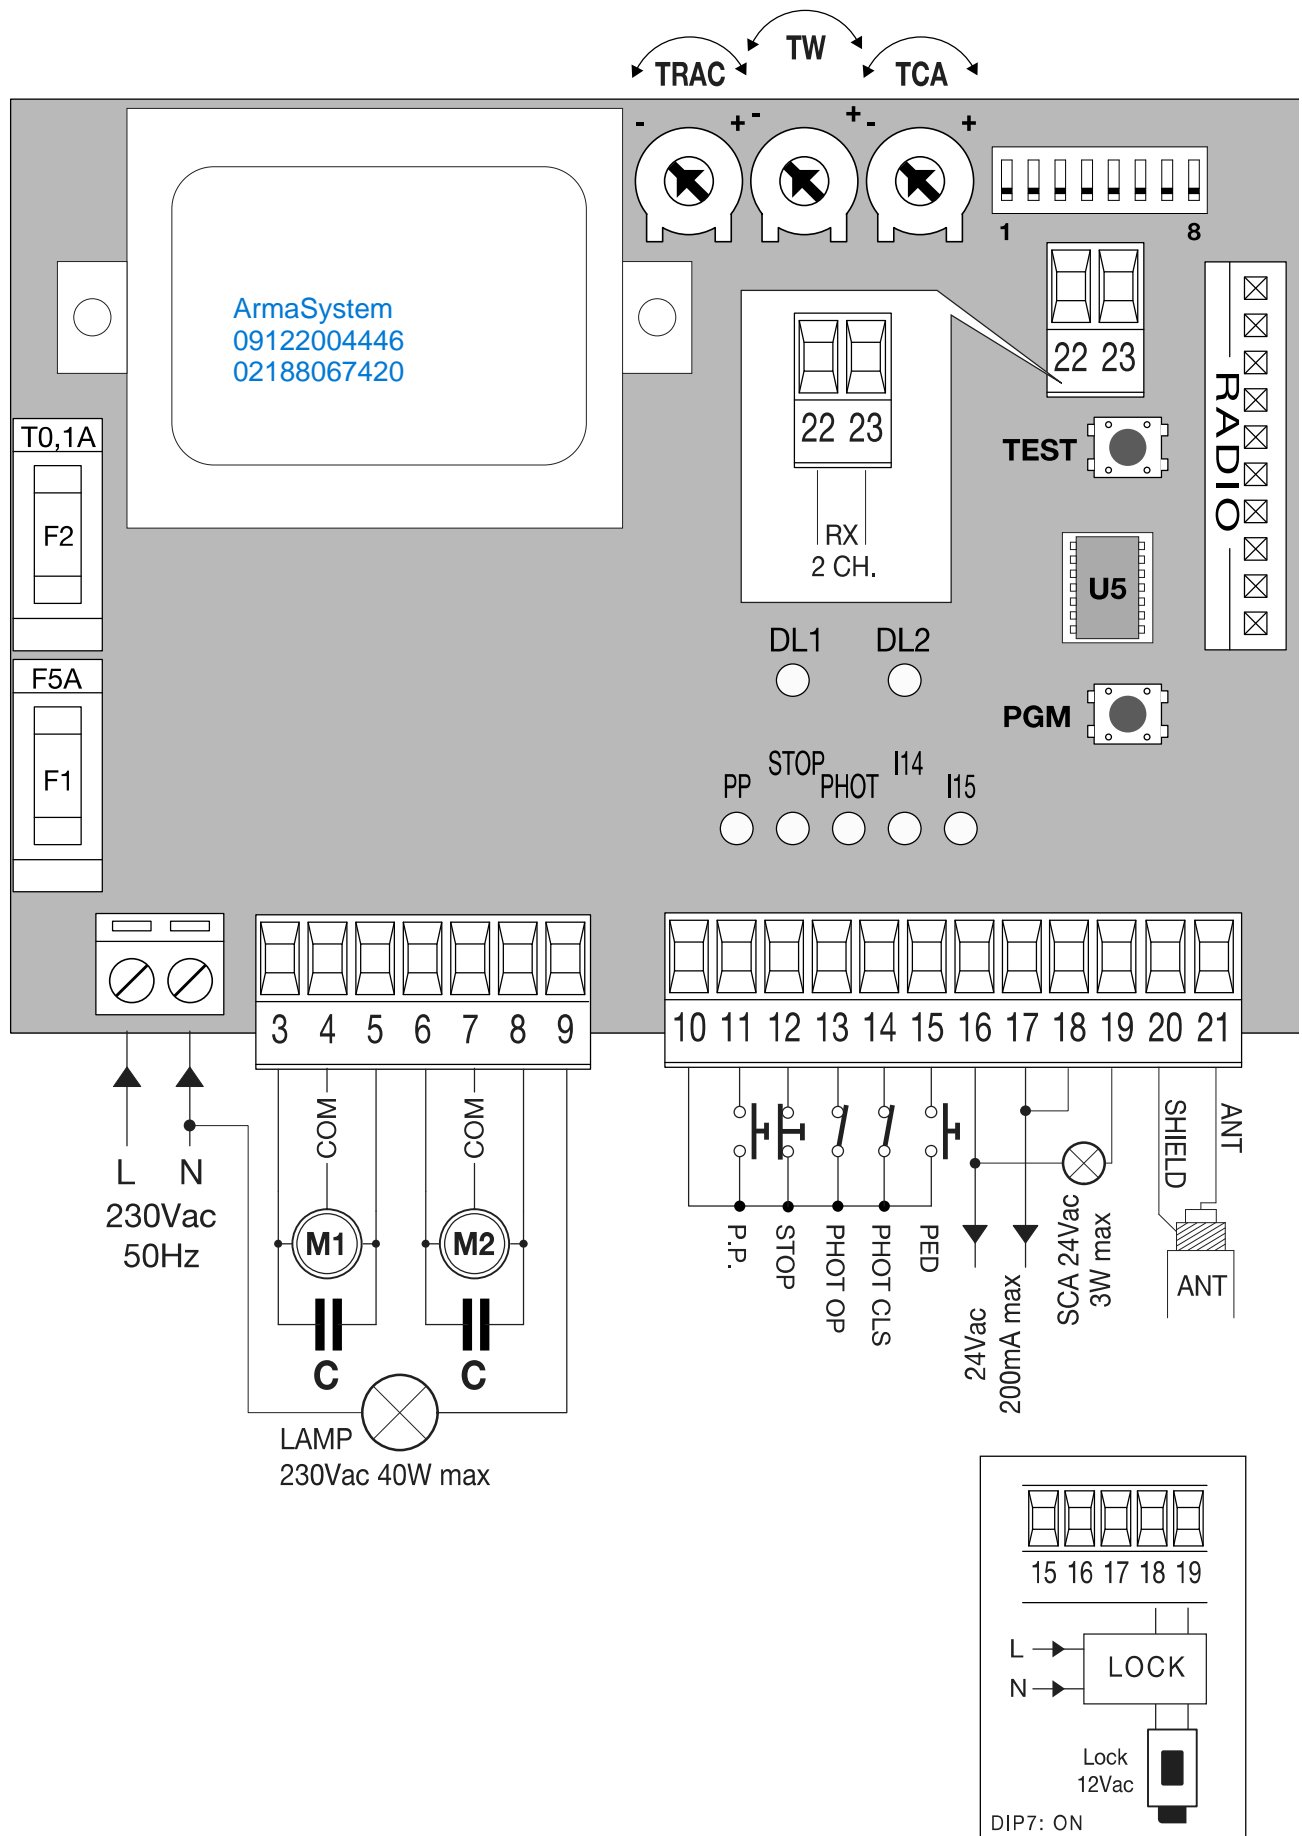 TRAC TW TCA
- + - + - +
1 8
ArmaSystem
09122004446
02188067420
22 23
22 23
RX
2 CH.
RADIO
TEST
U5
PGM
T0,1A
F2
F5A
F1
DL1 DL2
PP STOP PHOT I14 I15
3 4 5 6 7 8 9
10 11 12 13 14 15 16 17 18 19 20 21
L N
230Vac
50Hz
COM COM
M1 M2
C C
LAMP
230Vac 40W max
P.P.
STOP
PHOT OP
PHOT CLS
PED
24Vac
200mA max
SCA 24Vac
3W max
SHIELD
ANT
ANT
15 16 17 18 19
L
N
LOCK
Lock
12Vac
DIP7: ON